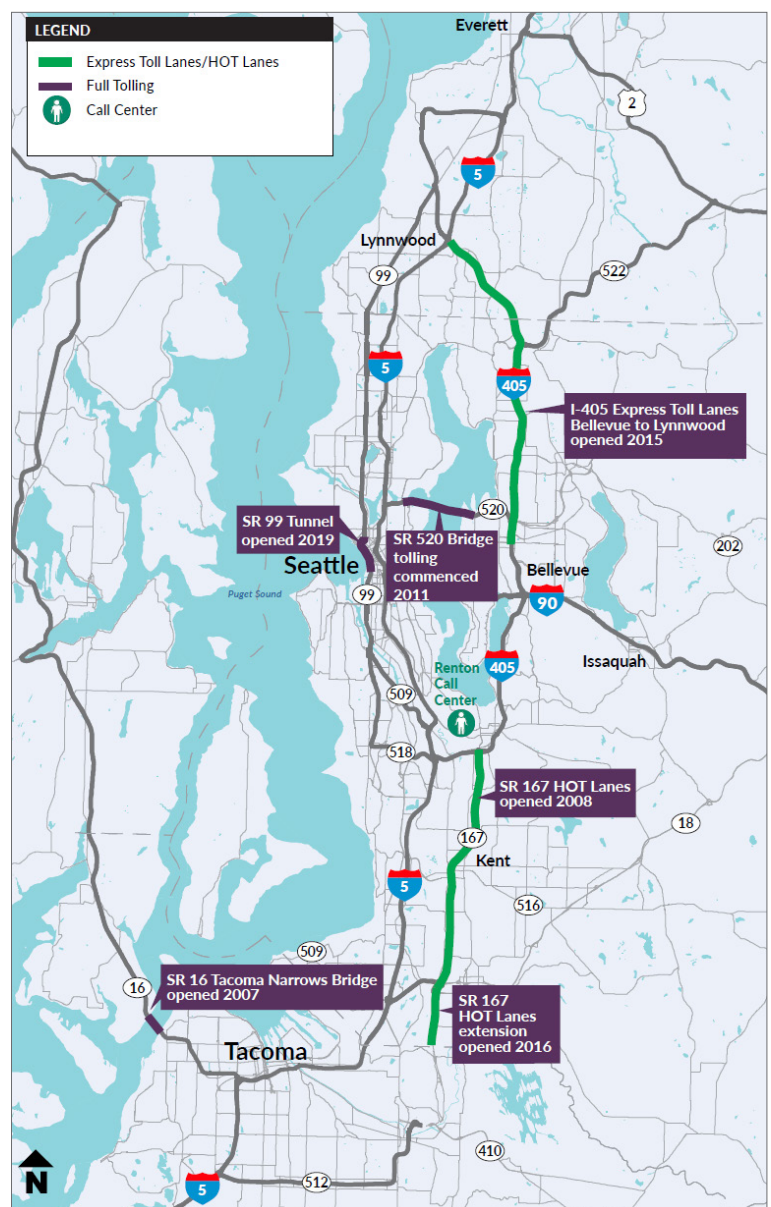 LEGEND
Express Toll Lanes/HOT Lanes
Full Tolling
Call Center
Everett
2
5
Lynnwood
99
522
5
405
I-405 Express Toll Lanes
Bellevue to Lynnwood
opened 2015
520
SR 99 Tunnel
opened 2019
SR 520 Bridge
tolling
commenced
2011
202
Seattle
Bellevue
Puget Sound
99
90
Issaquah
405
Renton
Call
Center
509
518
SR 167 HOT Lanes
opened 2008
18
167
Kent
5
516
509
SR 16 Tacoma Narrows Bridge
opened 2007
16
SR 167
HOT Lanes
extension
opened 2016
Tacoma
410
N
5
512